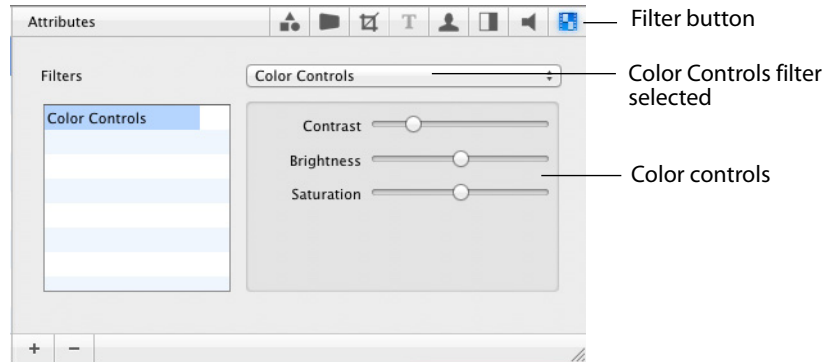 Attributes
T
Filter button
Filters
Color Controls
Color Controls filter
selected
Color Controls
Contrast
Brightness
Saturation
Color controls
+ −